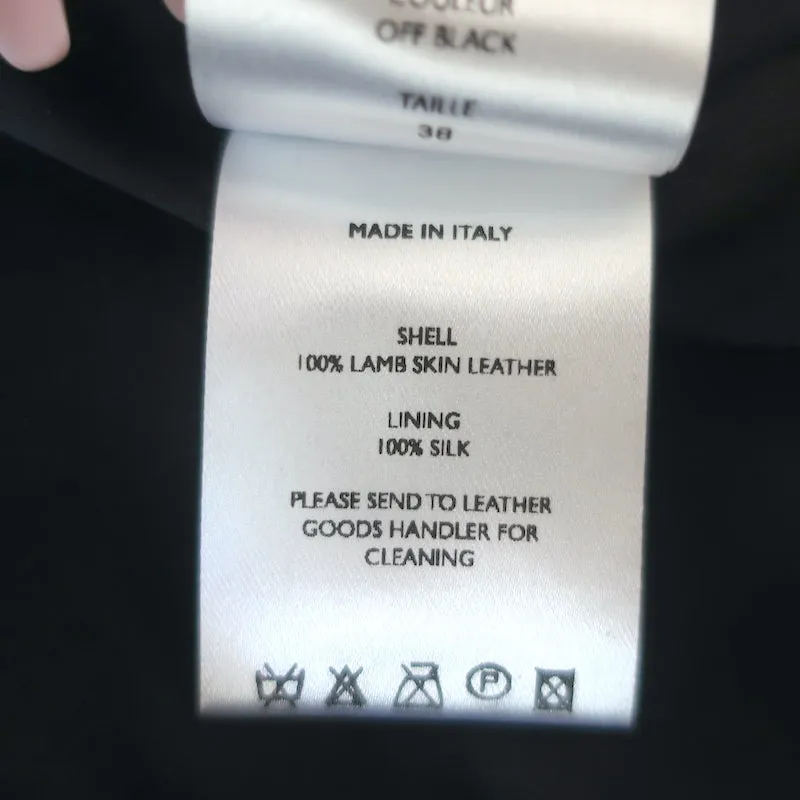 COULEUR
OFF BLACK
TAILLE
38
MADE IN ITALY
SHELL
100% LAMB SKIN LEATHER
LINING
100% SILK
PLEASE SEND TO LEATHER
GOODS HANDLER FOR
CLEANING
P